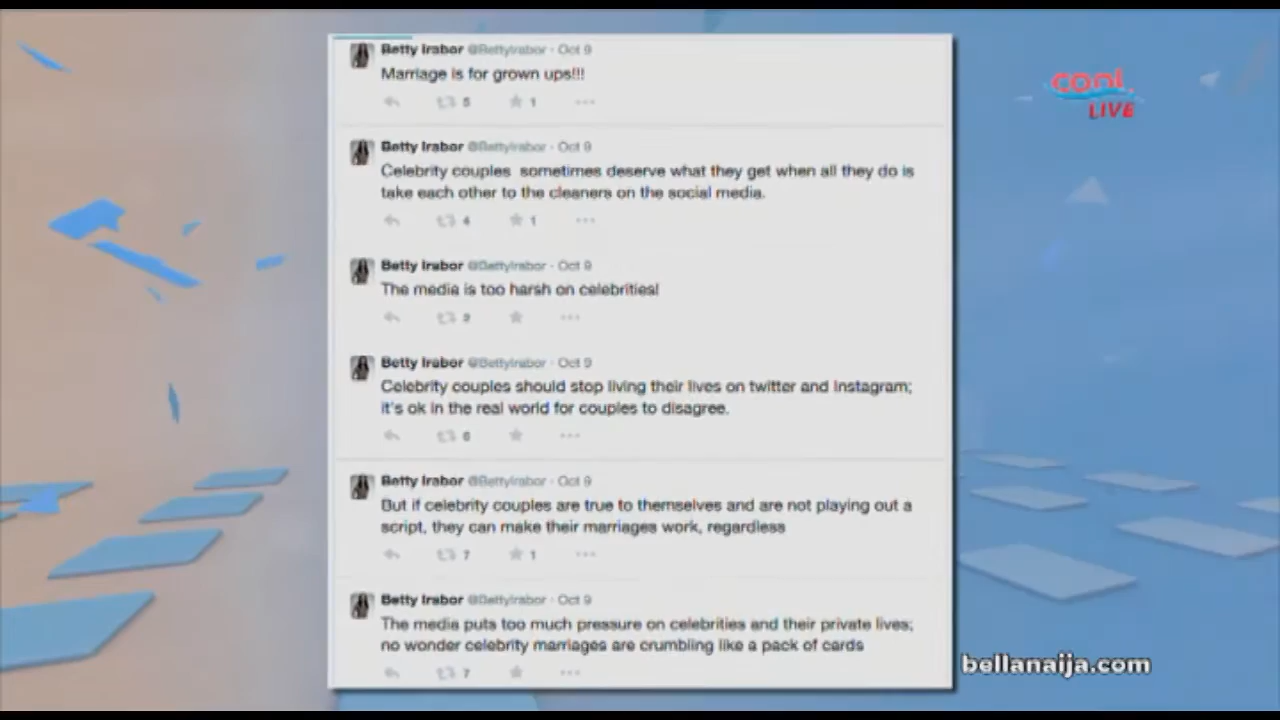 Betty Irabor @BettyIrabor · Oct 9
Marriage is for grown ups!!!
5 1
Betty Irabor @BettyIrabor · Oct 9
Celebrity couples sometimes deserve what they get when all they do is
take each other to the cleaners on the social media.
4 1
Betty Irabor @BettyIrabor · Oct 9
The media is too harsh on celebrities!
2
Betty Irabor @BettyIrabor · Oct 9
Celebrity couples should stop living their lives on twitter and Instagram;
it's ok in the real world for couples to disagree.
6
Betty Irabor @BettyIrabor · Oct 9
But if celebrity couples are true to themselves and are not playing out a
script, they can make their marriages work, regardless
7 1
Betty Irabor @BettyIrabor · Oct 9
The media puts too much pressure on celebrities and their private lives;
no wonder celebrity marriages are crumbling like a pack of cards
7
LIVE
bellanaija.com